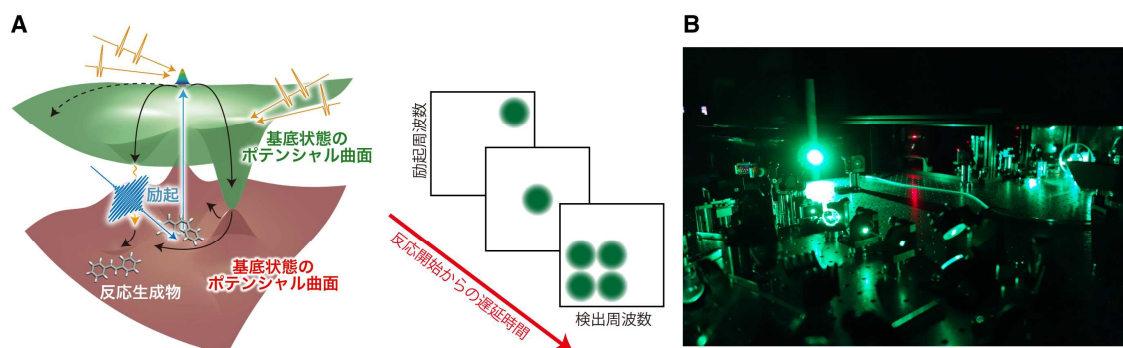 A
基底状態の
ポテンシャル曲面
励起
基底状態の
ポテンシャル曲面
反応生成物
励起周波数
反応開始からの遅延時間
検出周波数
B